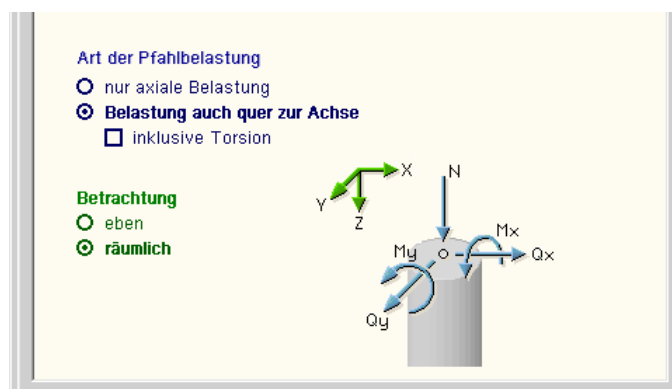 Art der Pfahlbelastung
nur axiale Belastung
Belastung auch quer zur Achse
inklusive Torsion
Betrachtung
eben
räumlich
X
Y
Z
N
Mx
My
Qx
Qy